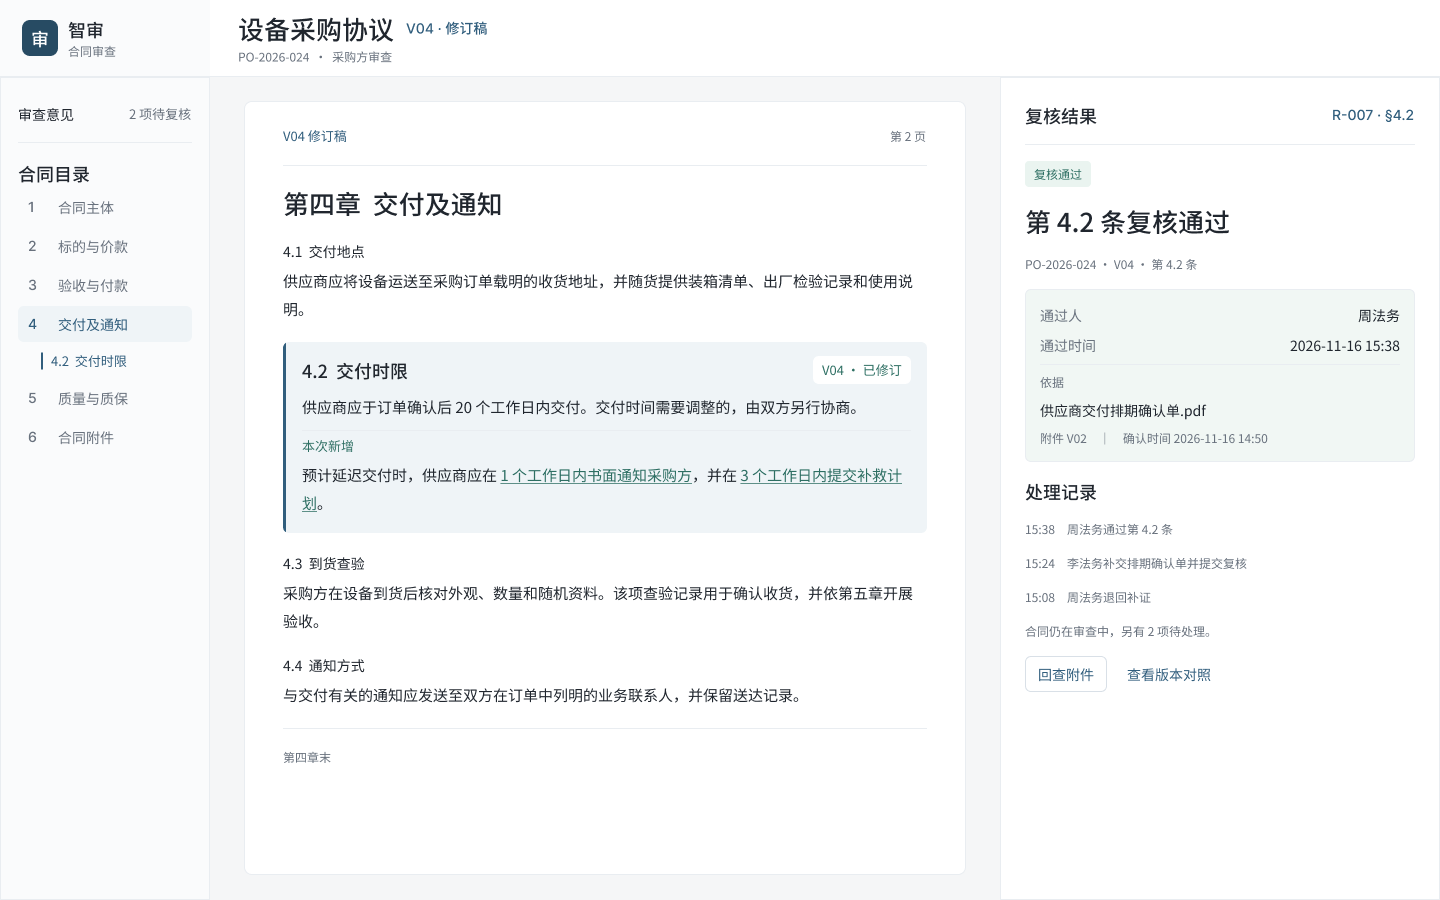 审
智审
合同审查
设备采购协议 V04 · 修订稿
PO-2026-024 · 采购方审查
审查意见 2 项待复核
合同目录
1 合同主体
2 标的与价款
3 验收与付款
4 交付及通知
4.2 交付时限
5 质量与质保
6 合同附件
V04 修订稿 第 2 页
第四章 交付及通知
4.1 交付地点
供应商应将设备运送至采购订单载明的收货地址，并随货提供装箱清单、出厂检验记录和使用说
明。
4.2 交付时限 V04 · 已修订
供应商应于订单确认后 20 个工作日内交付。交付时间需要调整的，由双方另行协商。
本次新增
预计延迟交付时，供应商应在 1 个工作日内书面通知采购方，并在 3 个工作日内提交补救计
划。
4.3 到货查验
采购方在设备到货后核对外观、数量和随机资料。该项查验记录用于确认收货，并依第五章开展
验收。
4.4 通知方式
与交付有关的通知应发送至双方在订单中列明的业务联系人，并保留送达记录。
第四章末
复核结果 R-007 · §4.2
复核通过
第 4.2 条复核通过
PO-2026-024 · V04 · 第 4.2 条
通过人 周法务
通过时间 2026-11-16 15:38
依据
供应商交付排期确认单.pdf
附件 V02 | 确认时间 2026-11-16 14:50
处理记录
15:38 周法务通过第 4.2 条
15:24 李法务补交排期确认单并提交复核
15:08 周法务退回补证
合同仍在审查中，另有 2 项待处理。
回查附件 查看版本对照